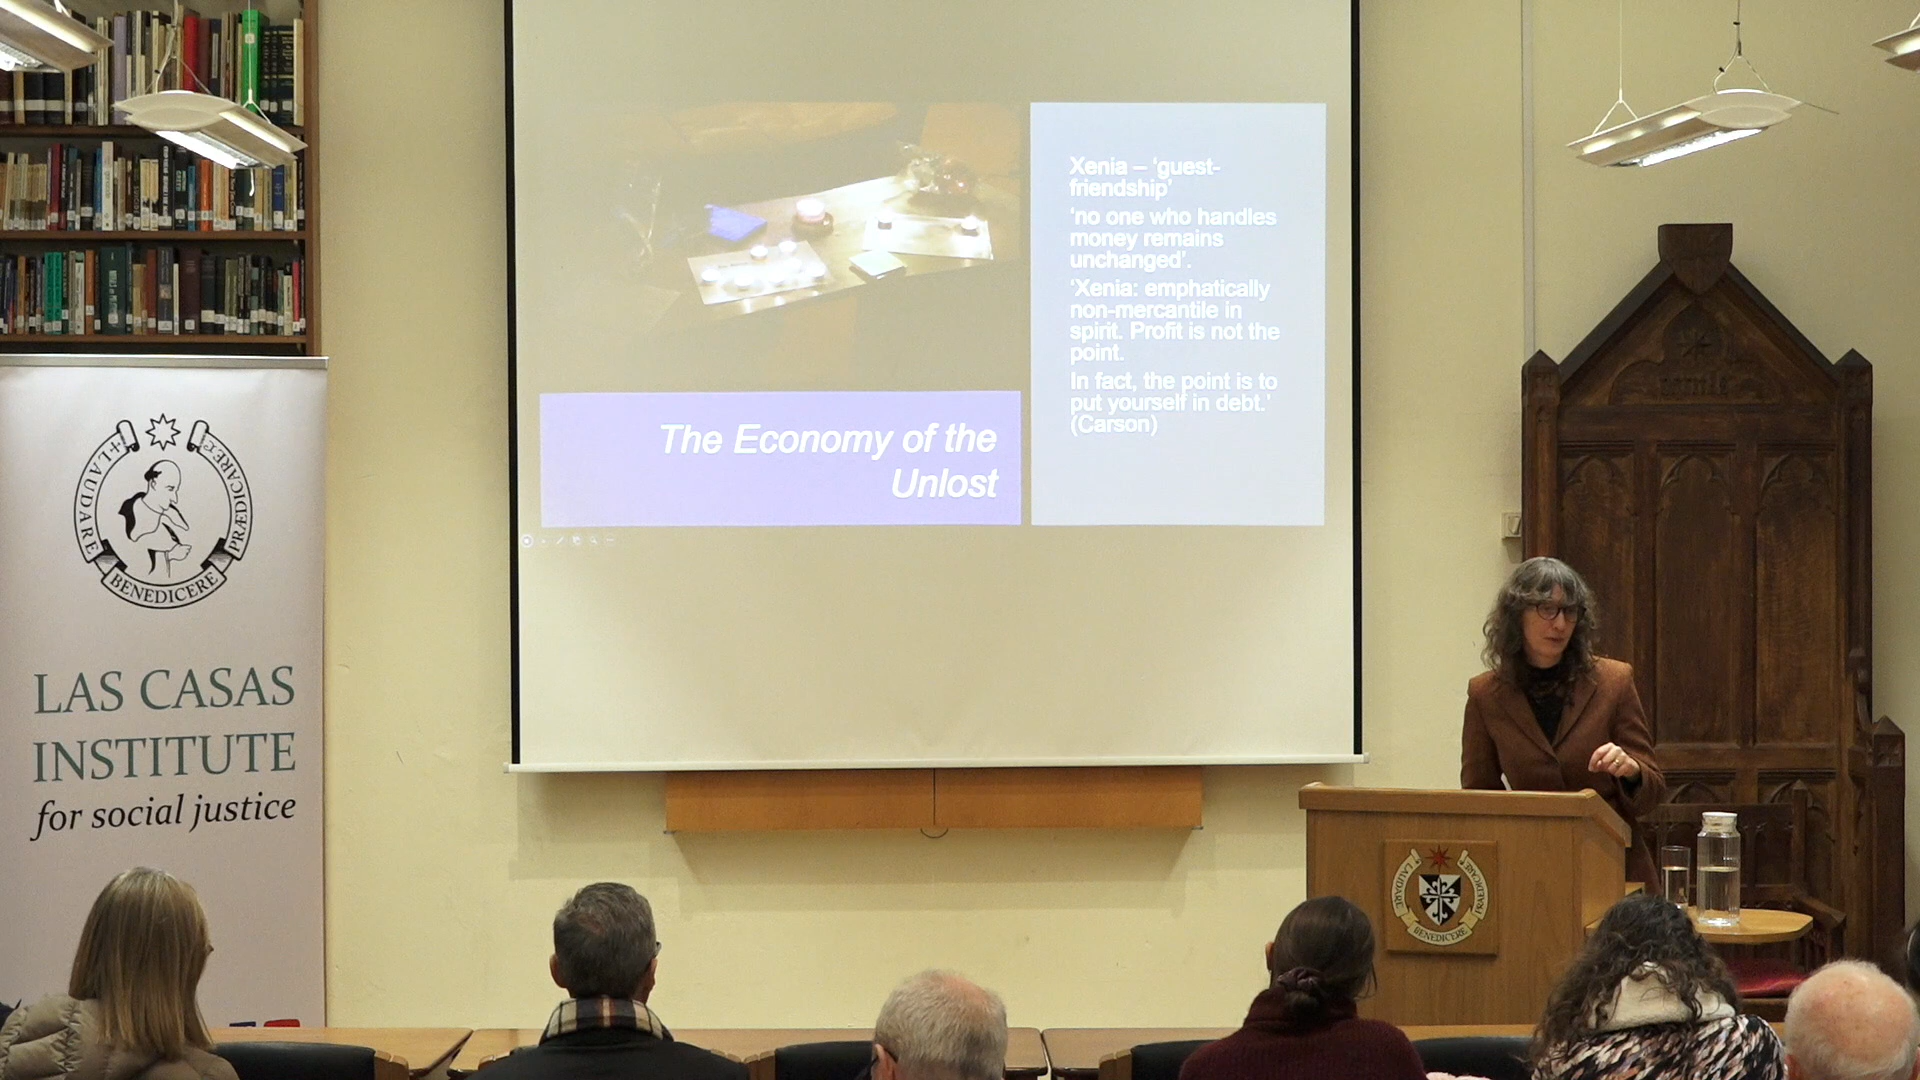 Xenia – ‘guest-
friendship’
‘no one who handles
money remains
unchanged’.
‘Xenia: emphatically
non-mercantile in
spirit. Profit is not the
point.
In fact, the point is to
put yourself in debt.’
(Carson)
The Economy of the
Unlost
LAUDARE
BENEDICERE
PRÆDICARE
LAS CASAS
INSTITUTE
for social justice
LAUDARE
BENEDICERE
PRÆDICARE